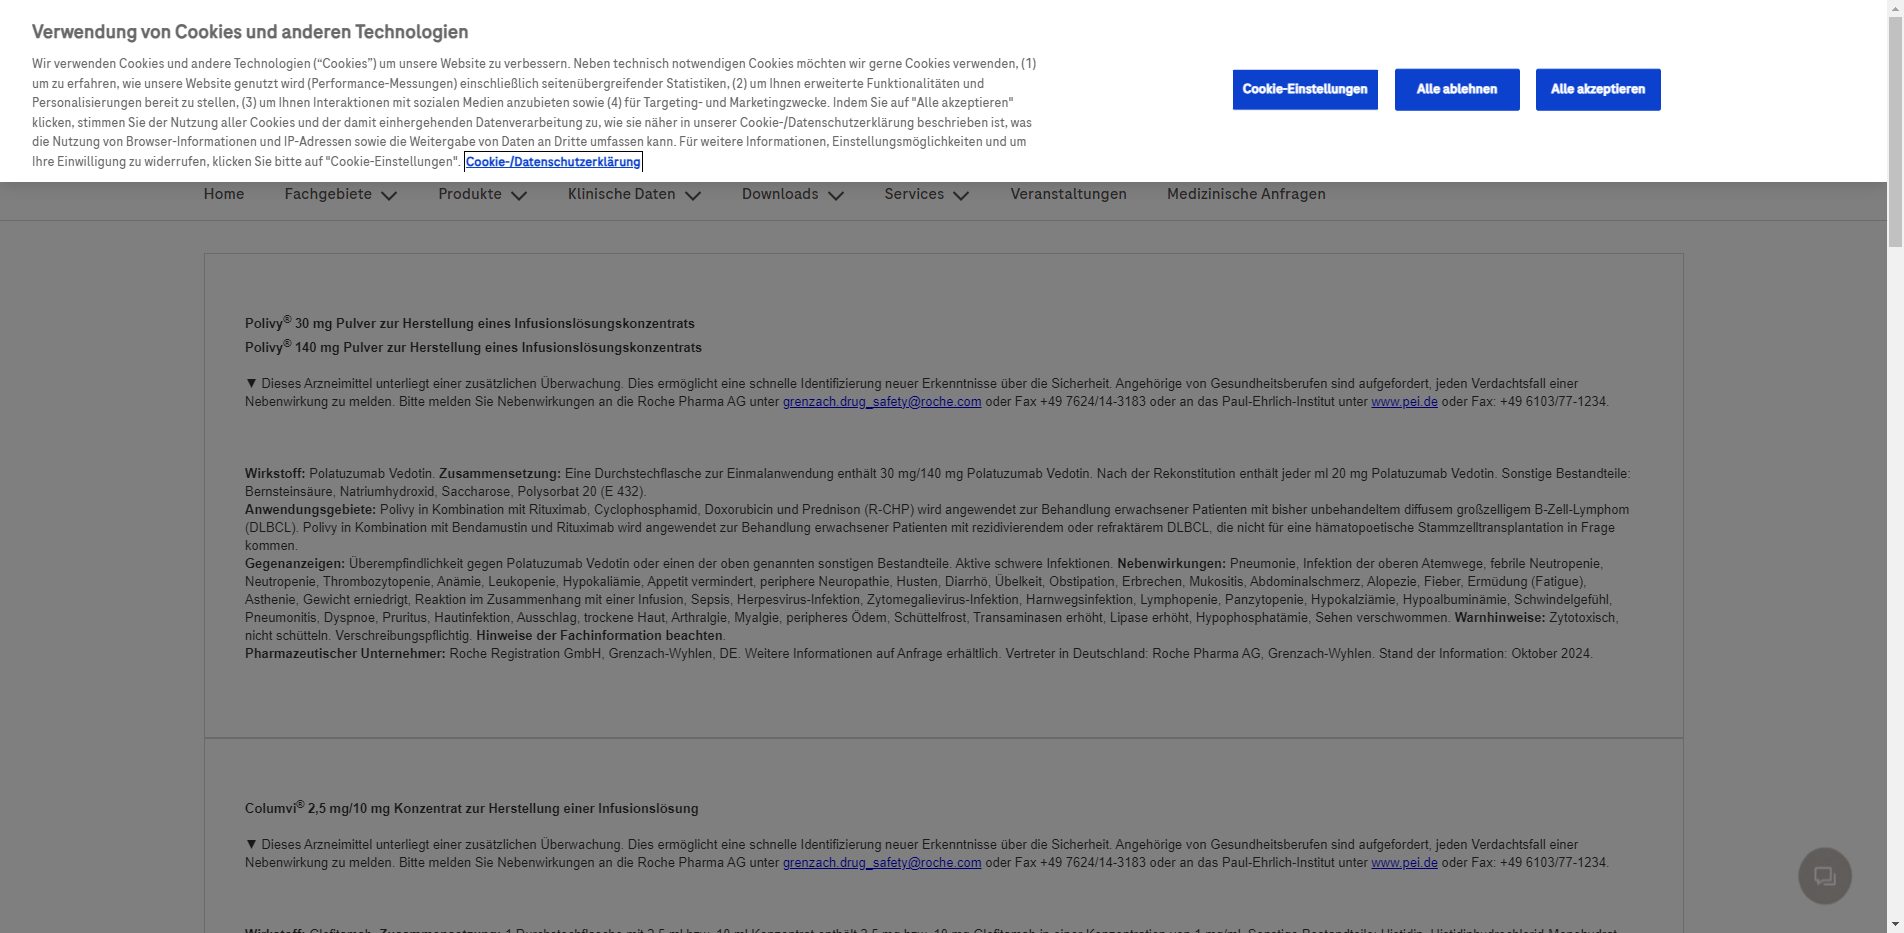 Verwendung von Cookies und anderen Technologien
Wir verwenden Cookies und andere Technologien (“Cookies”) um unsere Website zu verbessern. Neben technisch notwendigen Cookies möchten wir gerne Cookies verwenden, (1)
um zu erfahren, wie unsere Website genutzt wird (Performance-Messungen) einschließlich seitenübergreifender Statistiken, (2) um Ihnen erweiterte Funktionalitäten und
Personalisierungen bereit zu stellen, (3) um Ihnen Interaktionen mit sozialen Medien anzubieten sowie (4) für Targeting- und Marketingzwecke. Indem Sie auf "Alle akzeptieren"
klicken, stimmen Sie der Nutzung aller Cookies und der damit einhergehenden Datenverarbeitung zu, wie sie näher in unserer Cookie-/Datenschutzerklärung beschrieben ist, was
die Nutzung von Browser-Informationen und IP-Adressen sowie die Weitergabe von Daten an Dritte umfassen kann. Für weitere Informationen, Einstellungsmöglichkeiten und um
Ihre Einwilligung zu widerrufen, klicken Sie bitte auf "Cookie-Einstellungen". Cookie-/Datenschutzerklärung
Cookie-Einstellungen Alle ablehnen Alle akzeptieren
Home Fachgebiete Produkte Klinische Daten Downloads Services Veranstaltungen Medizinische Anfragen
Polivy® 30 mg Pulver zur Herstellung eines Infusionslösungskonzentrats
Polivy® 140 mg Pulver zur Herstellung eines Infusionslösungskonzentrats
▼ Dieses Arzneimittel unterliegt einer zusätzlichen Überwachung. Dies ermöglicht eine schnelle Identifizierung neuer Erkenntnisse über die Sicherheit. Angehörige von Gesundheitsberufen sind aufgefordert, jeden Verdachtsfall einer
Nebenwirkung zu melden. Bitte melden Sie Nebenwirkungen an die Roche Pharma AG unter grenzach.drug_safety@roche.com oder Fax +49 7624/14-3183 oder an das Paul-Ehrlich-Institut unter www.pei.de oder Fax: +49 6103/77-1234.
Wirkstoff: Polatuzumab Vedotin. Zusammensetzung: Eine Durchstechflasche zur Einmalanwendung enthält 30 mg/140 mg Polatuzumab Vedotin. Nach der Rekonstitution enthält jeder ml 20 mg Polatuzumab Vedotin. Sonstige Bestandteile:
Bernsteinsäure, Natriumhydroxid, Saccharose, Polysorbat 20 (E 432).
Anwendungsgebiete: Polivy in Kombination mit Rituximab, Cyclophosphamid, Doxorubicin und Prednison (R-CHP) wird angewendet zur Behandlung erwachsener Patienten mit bisher unbehandeltem diffusem großzelligem B-Zell-Lymphom
(DLBCL). Polivy in Kombination mit Bendamustin und Rituximab wird angewendet zur Behandlung erwachsener Patienten mit rezidivierendem oder refraktärem DLBCL, die nicht für eine hämatopoetische Stammzelltransplantation in Frage
kommen.
Gegenanzeigen: Überempfindlichkeit gegen Polatuzumab Vedotin oder einen der oben genannten sonstigen Bestandteile. Aktive schwere Infektionen. Nebenwirkungen: Pneumonie, Infektion der oberen Atemwege, febrile Neutropenie,
Neutropenie, Thrombozytopenie, Anämie, Leukopenie, Hypokaliämie, Appetit vermindert, periphere Neuropathie, Husten, Diarrhö, Übelkeit, Obstipation, Erbrechen, Mukositis, Abdominalschmerz, Alopezie, Fieber, Ermüdung (Fatigue),
Asthenie, Gewicht erniedrigt, Reaktion im Zusammenhang mit einer Infusion, Sepsis, Herpesvirus-Infektion, Zytomegalievirus-Infektion, Harnwegsinfektion, Lymphopenie, Panzytopenie, Hypokalziämie, Hypoalbuminämie, Schwindelgefühl,
Pneumonitis, Dyspnoe, Pruritus, Hautinfektion, Ausschlag, trockene Haut, Arthralgie, Myalgie, peripheres Ödem, Schüttelfrost, Transaminasen erhöht, Lipase erhöht, Hypophosphatämie, Sehen verschwommen. Warnhinweise: Zytotoxisch,
nicht schütteln. Verschreibungspflichtig. Hinweise der Fachinformation beachten.
Pharmazeutischer Unternehmer: Roche Registration GmbH, Grenzach-Wyhlen, DE. Weitere Informationen auf Anfrage erhältlich. Vertreter in Deutschland: Roche Pharma AG, Grenzach-Wyhlen. Stand der Information: Oktober 2024.
Columvi® 2,5 mg/10 mg Konzentrat zur Herstellung einer Infusionslösung
▼ Dieses Arzneimittel unterliegt einer zusätzlichen Überwachung. Dies ermöglicht eine schnelle Identifizierung neuer Erkenntnisse über die Sicherheit. Angehörige von Gesundheitsberufen sind aufgefordert, jeden Verdachtsfall einer
Nebenwirkung zu melden. Bitte melden Sie Nebenwirkungen an die Roche Pharma AG unter grenzach.drug_safety@roche.com oder Fax +49 7624/14-3183 oder an das Paul-Ehrlich-Institut unter www.pei.de oder Fax: +49 6103/77-1234.